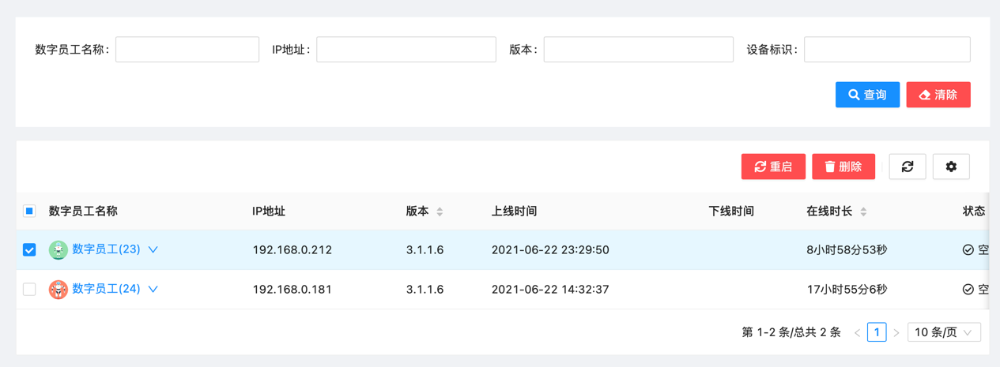 数字员工名称: IP地址: 版本: 设备标识:
查询 清除
重启 删除
数字员工名称 IP地址 版本 上线时间 下线时间 在线时长 状态
数字员工(23) 192.168.0.212 3.1.1.6 2021-06-22 23:29:50 8小时58分53秒 空
数字员工(24) 192.168.0.181 3.1.1.6 2021-06-22 14:32:37 17小时55分6秒 空
第 1-2 条/总共 2 条 1 10 条/页